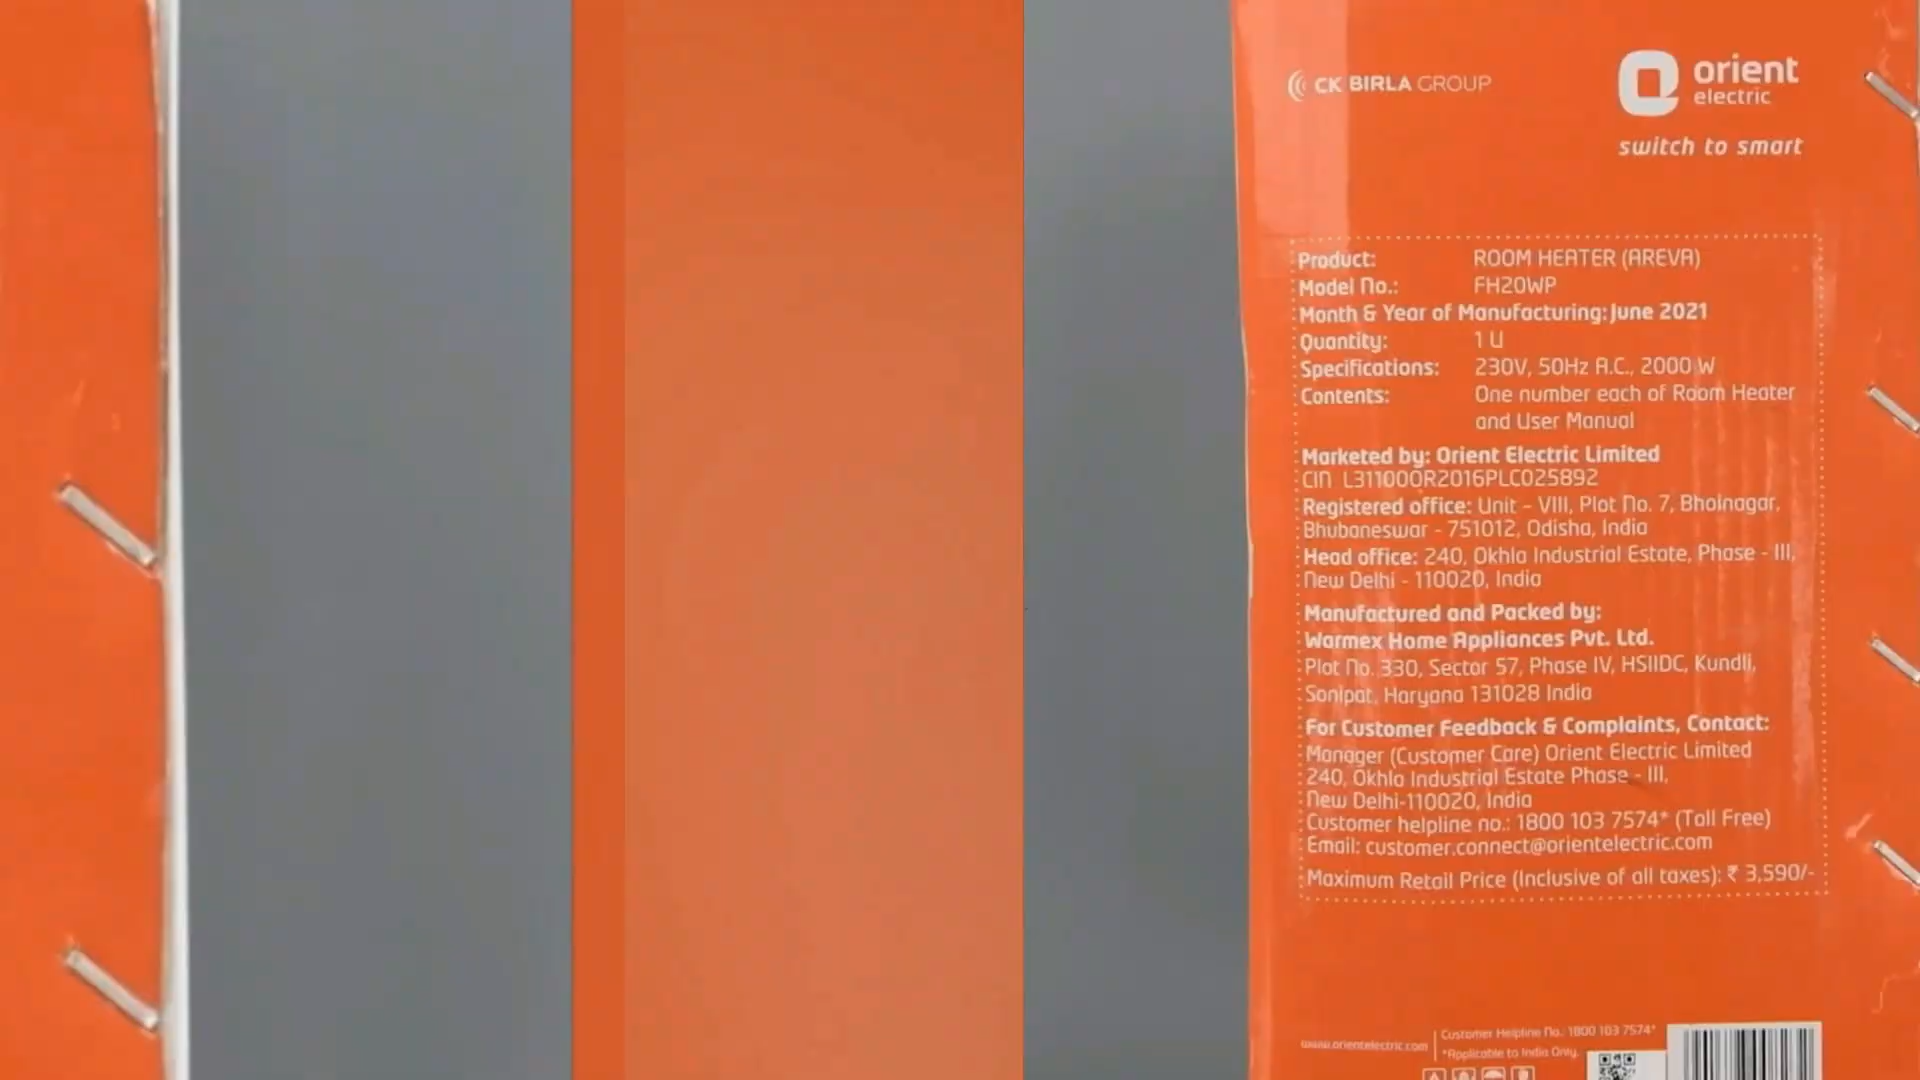 CK BIRLA GROUP
orient
electric
switch to smart
Product: ROOM HEATER (AREVA)
Model No.: FH20WP
Month & Year of Manufacturing: June 2021
Quantity: 1 U
Specifications: 230V, 50Hz A.C., 2000 W
Contents: One number each of Room Heater
and User Manual
Marketed by: Orient Electric Limited
CIN L31100OR2016PLC025892
Registered office: Unit - VIII, Plot No. 7, Bhoinagar,
Bhubaneswar - 751012, Odisha, India
Head office: 240, Okhla Industrial Estate, Phase - III,
New Delhi - 110020, India
Manufactured and Packed by:
Warmex Home Appliances Pvt. Ltd.
Plot No. 330, Sector 57, Phase IV, HSIIDC, Kundli,
Sonipat, Haryana 131028 India
For Customer Feedback & Complaints, Contact:
Manager (Customer Care) Orient Electric Limited
240, Okhla Industrial Estate Phase - III,
New Delhi-110020, India
Customer helpline no.: 1800 103 7574* (Toll Free)
Email: customer.connect@orientelectric.com
Maximum Retail Price (Inclusive of all taxes): ₹ 3,590/-
www.orientelectric.com
Customer Helpline No.: 1800 103 7574*
*Applicable to India Only.